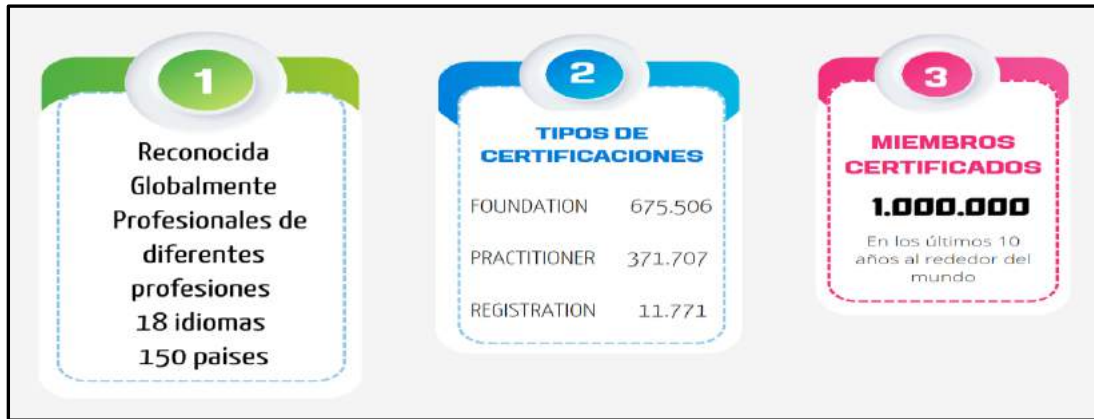 1
Reconocida
Globalmente
Profesionales de
diferentes
profesiones
18 idiomas
150 paises
2
TIPOS DE
CERTIFICACIONES
FOUNDATION 675.506
PRACTITIONER 371.707
REGISTRATION 11.771
3
MIEMBROS
CERTIFICADOS
1.000.000
En los últimos 10
años al rededor del
mundo